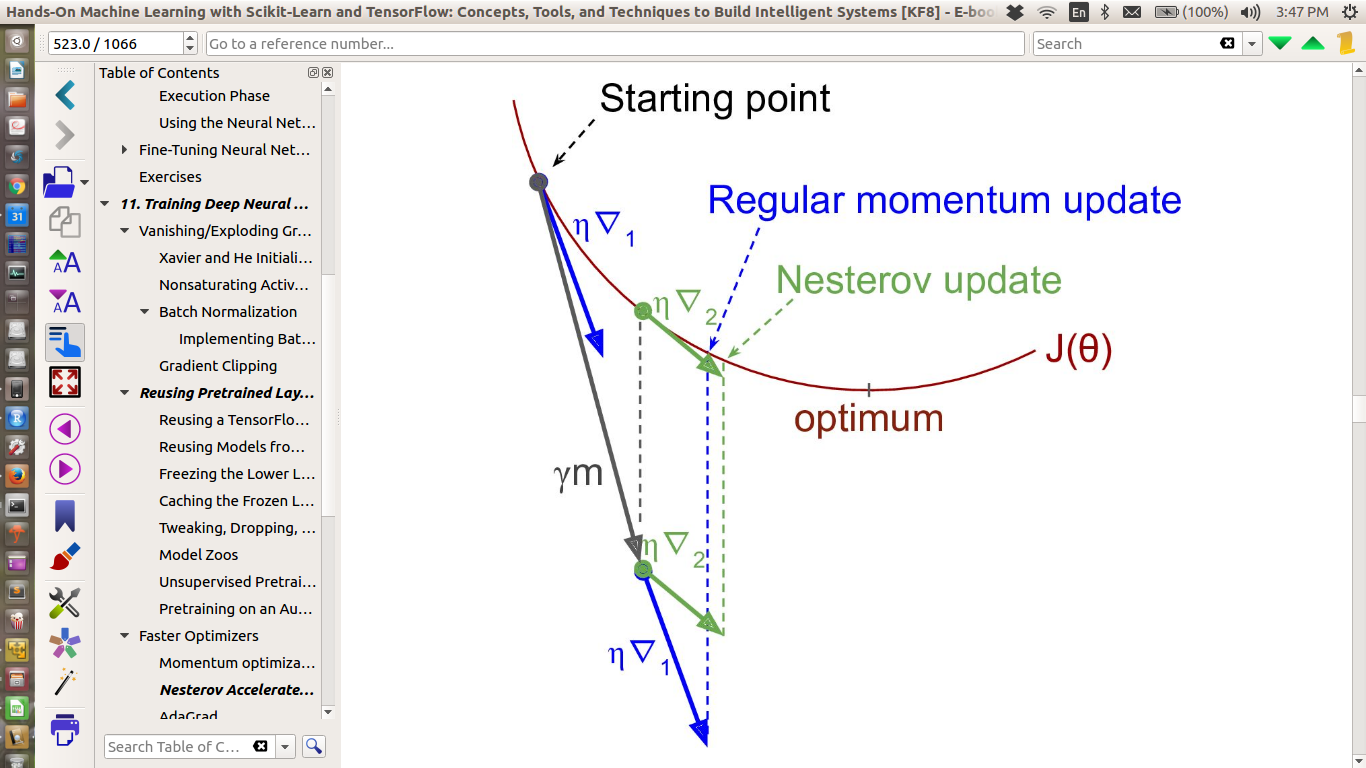 Hands-On Machine Learning with Scikit-Learn and TensorFlow: Concepts, Tools, and Techniques to Build Intelligent Systems [KF8] - E-boo
En
(100%)
3:47 PM
523.0 / 1066
Go to a reference number...
Search
Table of Contents
Execution Phase
Using the Neural Net...
Fine-Tuning Neural Net...
Exercises
11. Training Deep Neural ...
Vanishing/Exploding Gr...
Xavier and He Initiali...
Nonsaturating Activ...
Batch Normalization
Implementing Bat...
Gradient Clipping
Reusing Pretrained Lay...
Reusing a TensorFlo...
Reusing Models fro...
Freezing the Lower L...
Caching the Frozen L...
Tweaking, Dropping, ...
Model Zoos
Unsupervised Pretrai...
Pretraining on an Au...
Faster Optimizers
Momentum optimiza...
Nesterov Accelerate...
AdaGrad
Search Table of C...
31
AA
AA
Starting point
η∇1
Regular momentum update
Nesterov update
η∇2
J(θ)
optimum
γm
η∇2
η∇1